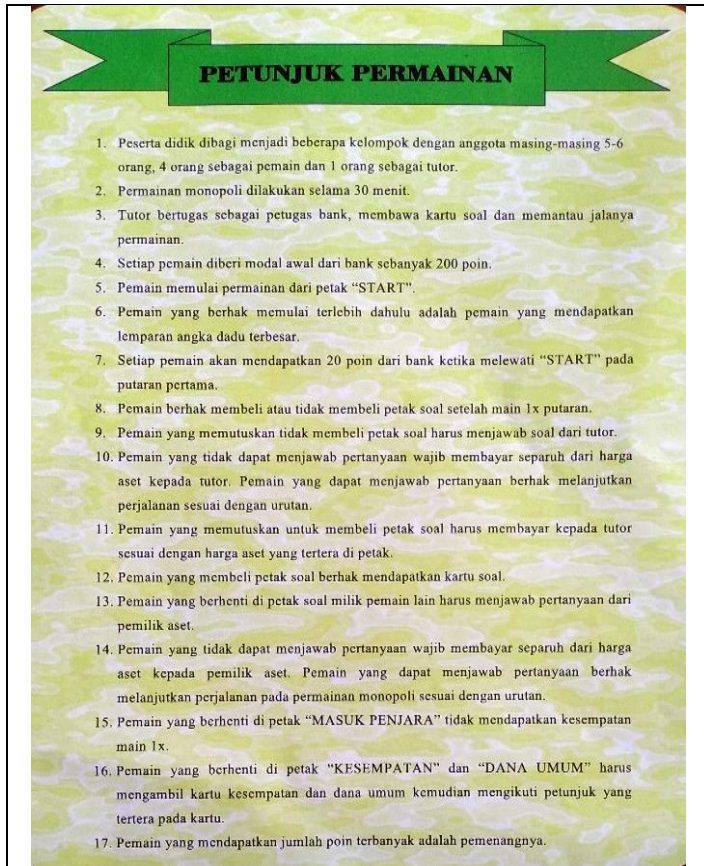 PETUNJUK PERMAINAN
1. Peserta didik dibagi menjadi beberapa kelompok dengan anggota masing-masing 5-6
orang, 4 orang sebagai pemain dan 1 orang sebagai tutor.
2. Permainan monopoli dilakukan selama 30 menit.
3. Tutor bertugas sebagai petugas bank, membawa kartu soal dan memantau jalanya
permainan.
4. Setiap pemain diberi modal awal dari bank sebanyak 200 poin.
5. Pemain memulai permainan dari petak “START”.
6. Pemain yang berhak memulai terlebih dahulu adalah pemain yang mendapatkan
lemparan angka dadu terbesar.
7. Setiap pemain akan mendapatkan 20 poin dari bank ketika melewati “START” pada
putaran pertama.
8. Pemain berhak membeli atau tidak membeli petak soal setelah main 1x putaran.
9. Pemain yang memutuskan tidak membeli petak soal harus menjawab soal dari tutor.
10. Pemain yang tidak dapat menjawab pertanyaan wajib membayar separuh dari harga
aset kepada tutor. Pemain yang dapat menjawab pertanyaan berhak melanjutkan
perjalanan sesuai dengan urutan.
11. Pemain yang memutuskan untuk membeli petak soal harus membayar kepada tutor
sesuai dengan harga aset yang tertera di petak.
12. Pemain yang membeli petak soal berhak mendapatkan kartu soal.
13. Pemain yang berhenti di petak soal milik pemain lain harus menjawab pertanyaan dari
pemilik aset.
14. Pemain yang tidak dapat menjawab pertanyaan wajib membayar separuh dari harga
aset kepada pemilik aset. Pemain yang dapat menjawab pertanyaan berhak
melanjutkan perjalanan pada permainan monopoli sesuai dengan urutan.
15. Pemain yang berhenti di petak “MASUK PENJARA” tidak mendapatkan kesempatan
main 1x.
16. Pemain yang berhenti di petak “KESEMPATAN” dan “DANA UMUM” harus
mengambil kartu kesempatan dan dana umum kemudian mengikuti petunjuk yang
tertera pada kartu.
17. Pemain yang mendapatkan jumlah poin terbanyak adalah pemenangnya.